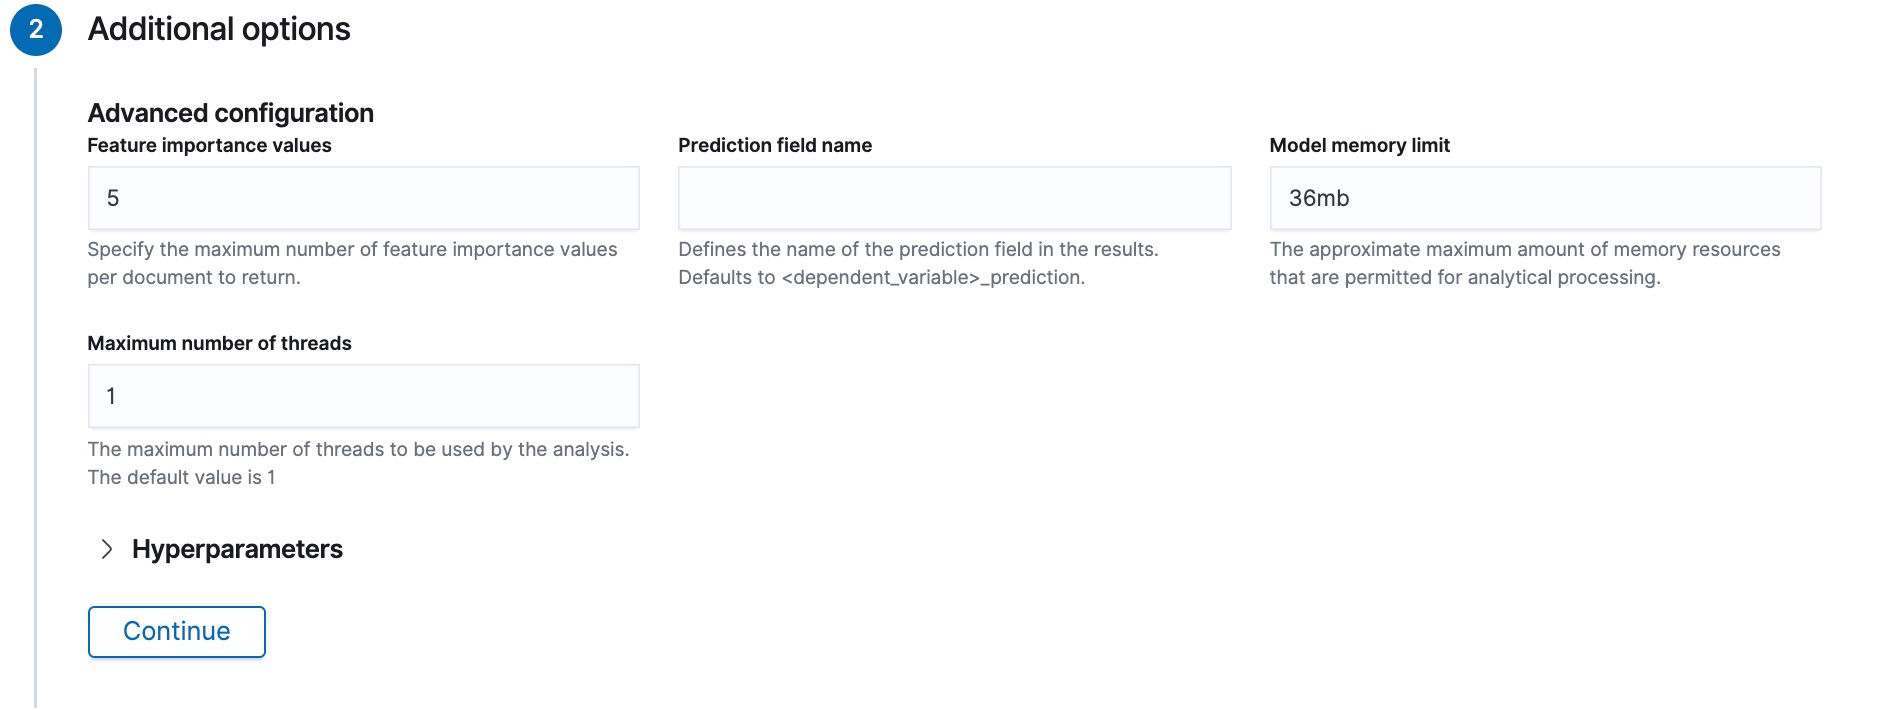 2
Additional options
Advanced configuration
Feature importance values
5
Specify the maximum number of feature importance values
per document to return.
Prediction field name
Defines the name of the prediction field in the results.
Defaults to <dependent_variable>_prediction.
Model memory limit
36mb
The approximate maximum amount of memory resources
that are permitted for analytical processing.
Maximum number of threads
1
The maximum number of threads to be used by the analysis.
The default value is 1
Hyperparameters
Continue